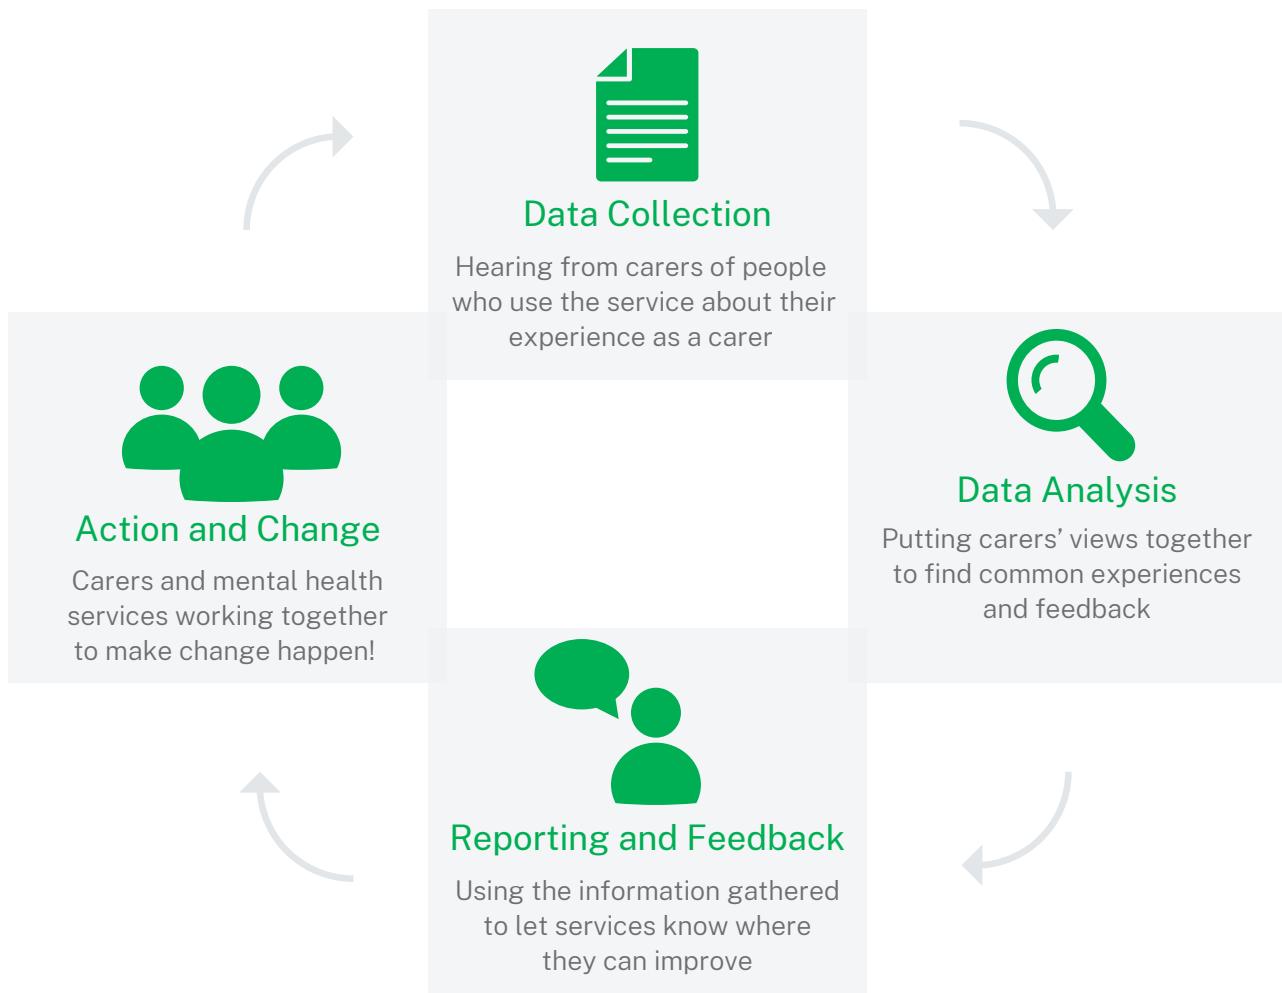 Data Collection
Hearing from carers of people
who use the service about their
experience as a carer
Data Analysis
Putting carers’ views together
to find common experiences
and feedback
Reporting and Feedback
Using the information gathered
to let services know where
they can improve
Action and Change
Carers and mental health
services working together
to make change happen!